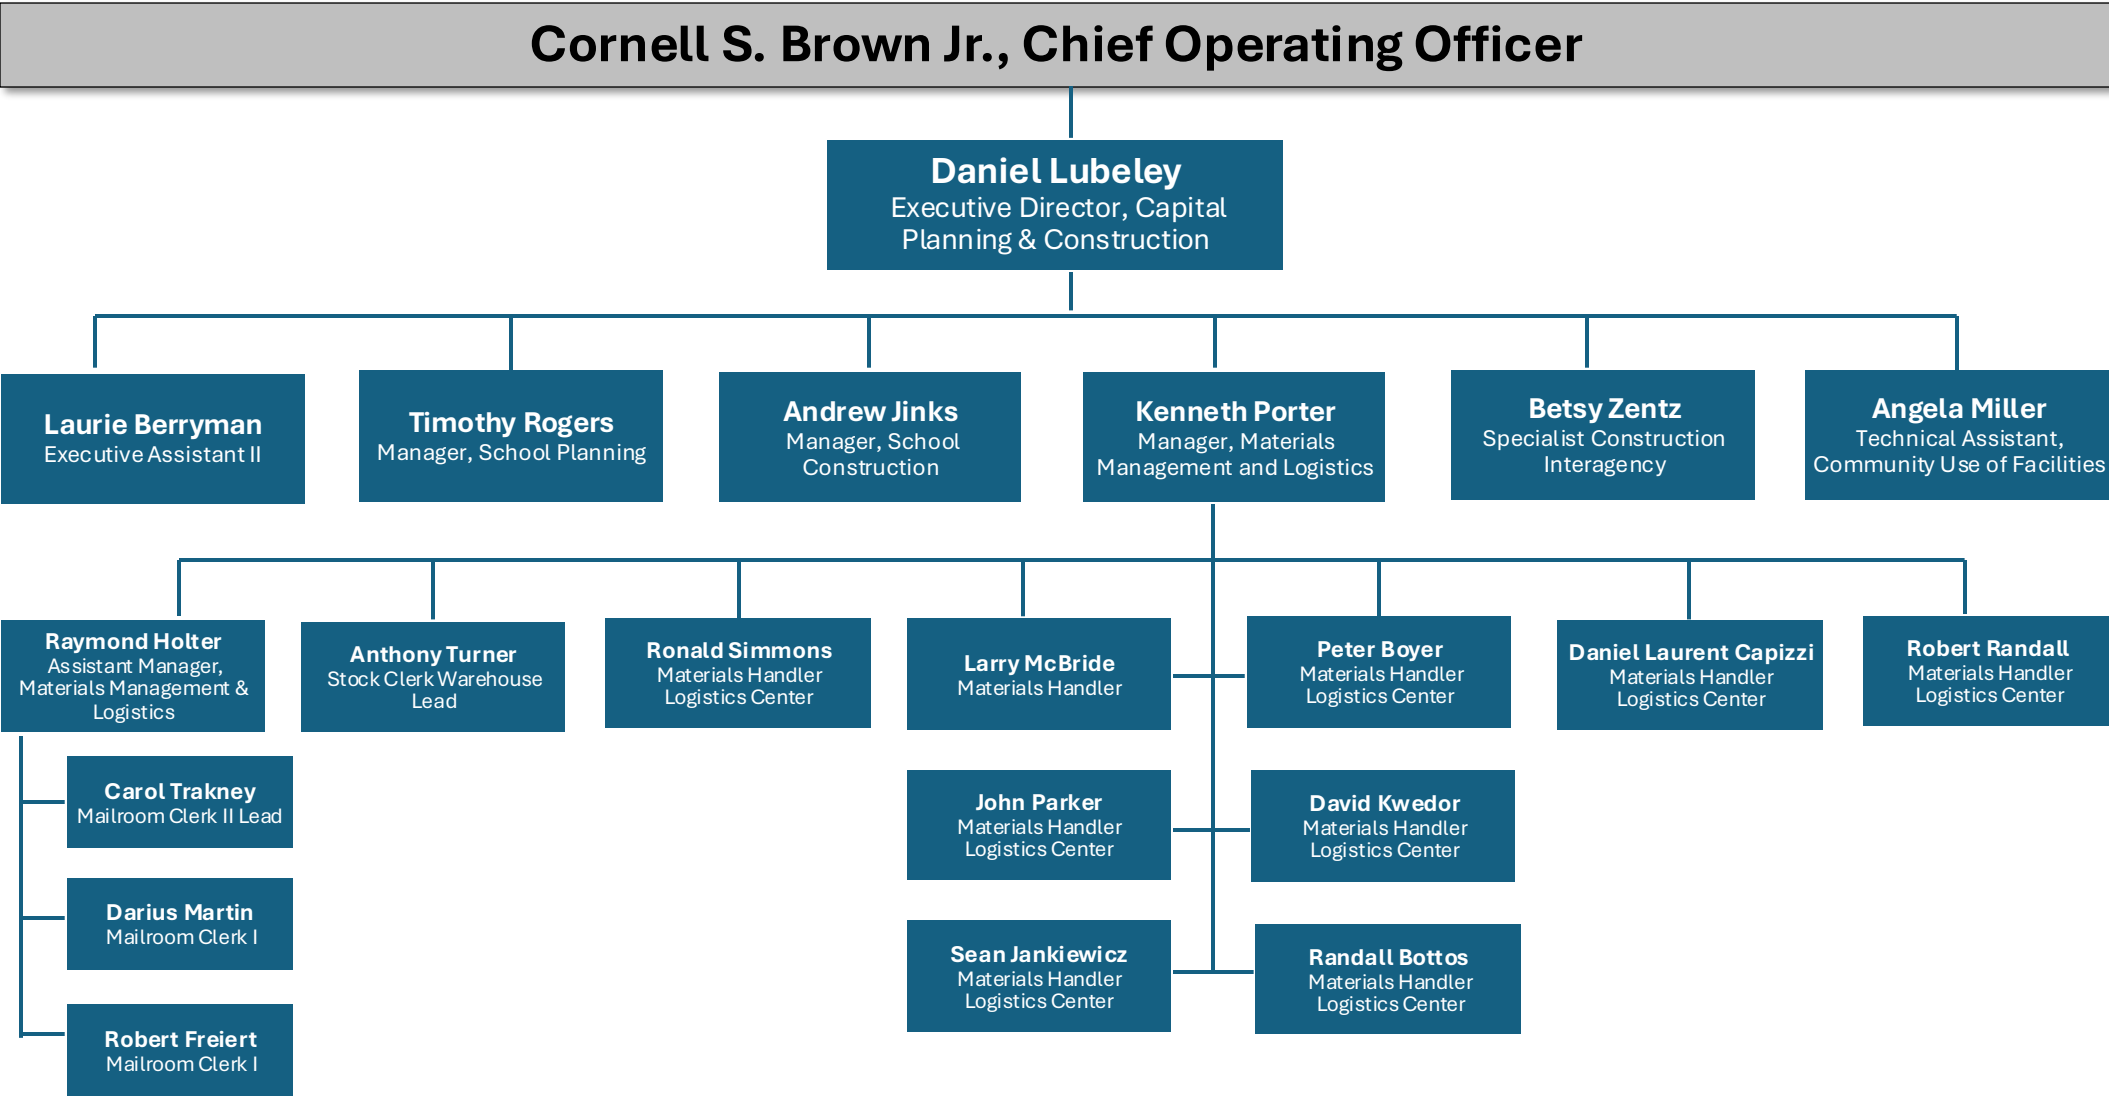 Cornell S. Brown Jr., Chief Operating Officer
Daniel Lubeley
Executive Director, Capital
Planning & Construction
Laurie Berryman
Executive Assistant II
Timothy Rogers
Manager, School Planning
Andrew Jinks
Manager, School
Construction
Kenneth Porter
Manager, Materials
Management and Logistics
Betsy Zentz
Specialist Construction
Interagency
Angela Miller
Technical Assistant,
Community Use of Facilities
Raymond Holter
Assistant Manager,
Materials Management &
Logistics
Anthony Turner
Stock Clerk Warehouse
Lead
Ronald Simmons
Materials Handler
Logistics Center
Larry McBride
Materials Handler
Peter Boyer
Materials Handler
Logistics Center
Daniel Laurent Capizzi
Materials Handler
Logistics Center
Robert Randall
Materials Handler
Logistics Center
Carol Trakney
Mailroom Clerk II Lead
John Parker
Materials Handler
Logistics Center
David Kwedor
Materials Handler
Logistics Center
Darius Martin
Mailroom Clerk I
Sean Jankiewicz
Materials Handler
Logistics Center
Randall Bottos
Materials Handler
Logistics Center
Robert Freiert
Mailroom Clerk I